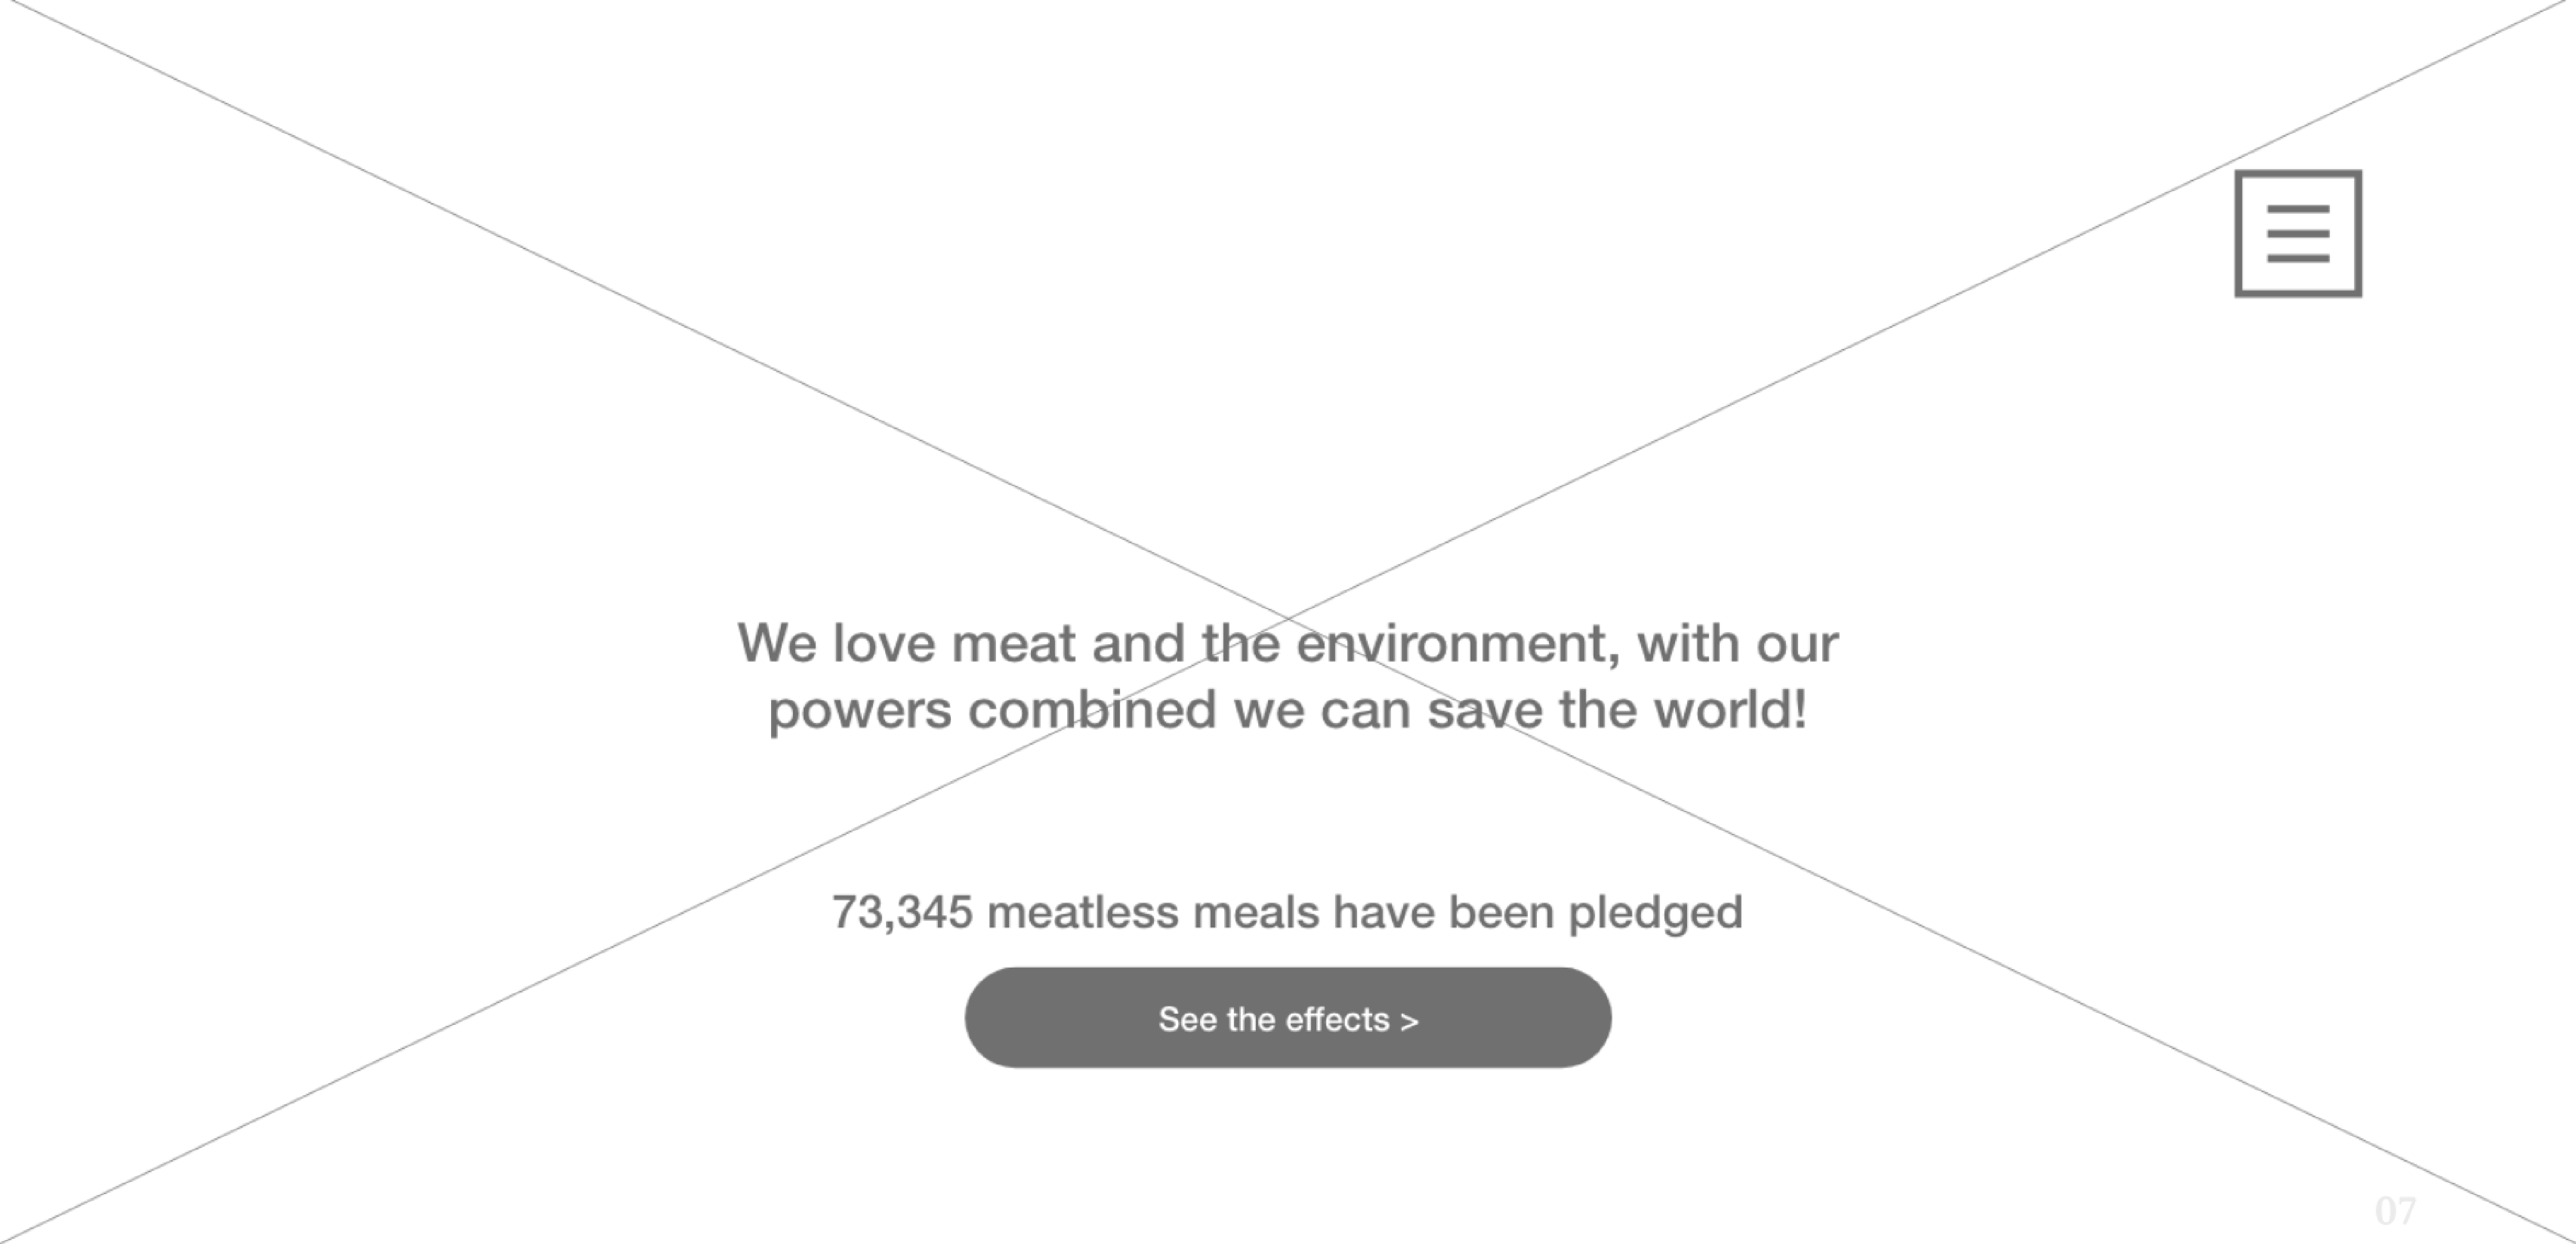 We love meat and the environment, with our
powers combined we can save the world!
73,345 meatless meals have been pledged
See the effects >
07